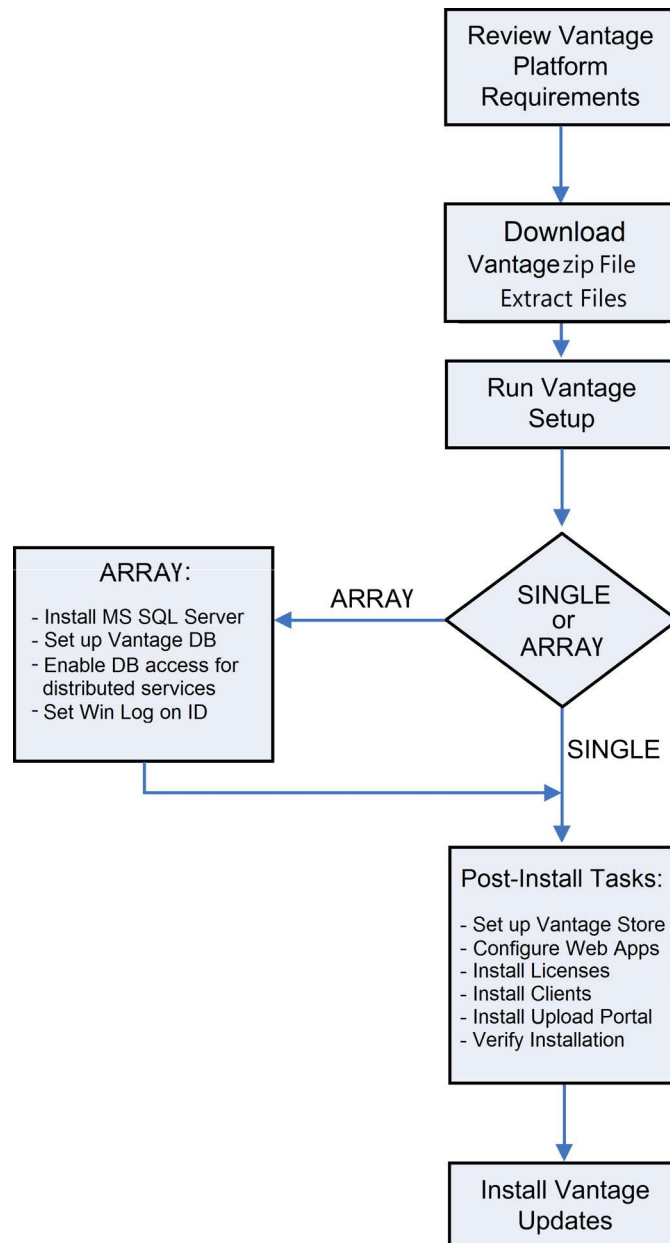 Review Vantage
Platform
Requirements
Download
Vantage zip File
Extract Files
Run Vantage
Setup
SINGLE
or
ARRAY
ARRAY
ARRAY:
- Install MS SQL Server
- Set up Vantage DB
- Enable DB access for
distributed services
- Set Win Log on ID
SINGLE
Post-Install Tasks:
- Set up Vantage Store
- Configure Web Apps
- Install Licenses
- Install Clients
- Install Upload Portal
- Verify Installation
Install Vantage
Updates